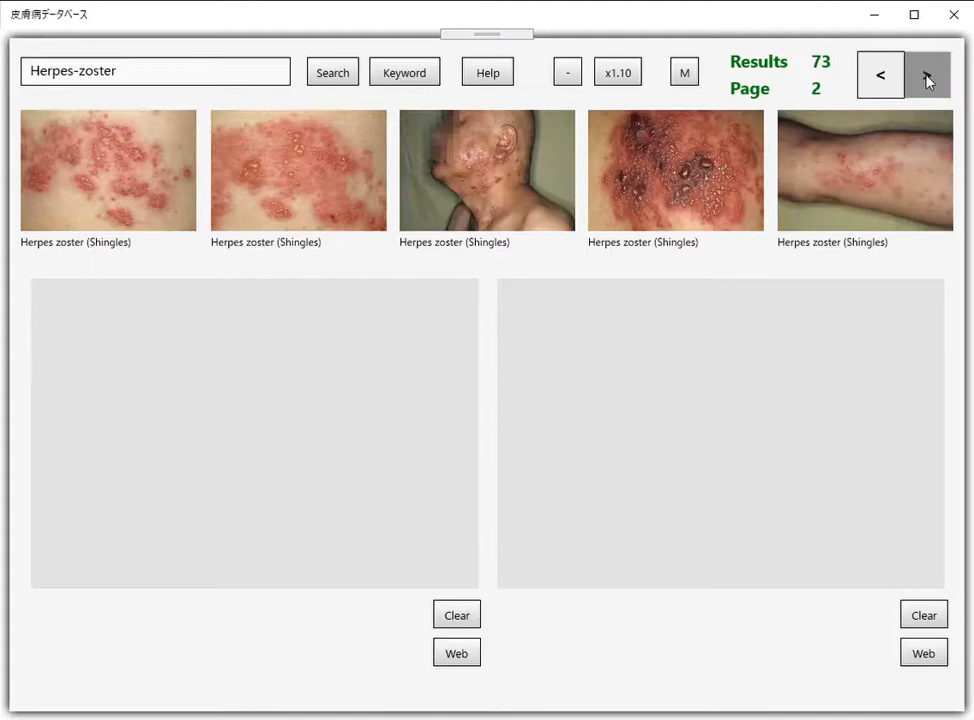 皮膚病データベース
Herpes-zoster
Search
Keyword
Help
-
x1.10
M
Results 73
Page 2
<
>
Herpes zoster (Shingles)
Herpes zoster (Shingles)
Herpes zoster (Shingles)
Herpes zoster (Shingles)
Herpes zoster (Shingles)
Clear
Clear
Web
Web